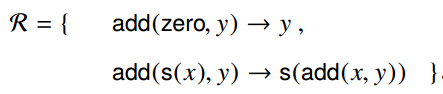 ℛ = { add(zero, y) → y ,
add(s(x), y) → s(add(x, y)) }.